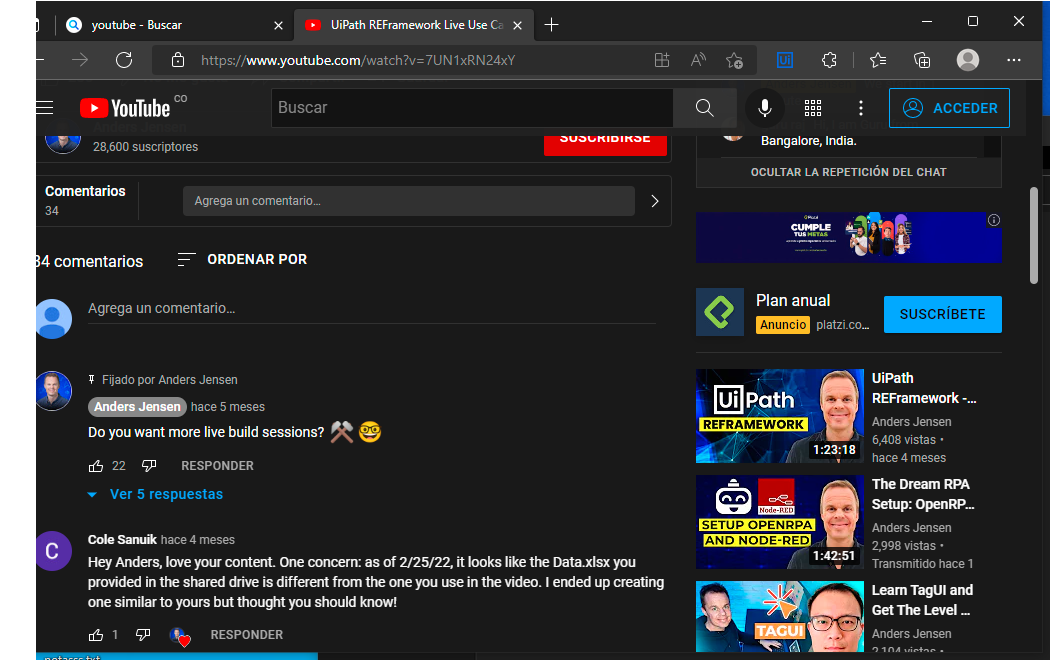 youtube - Buscar
UiPath REFramework Live Use Ca
https://www.youtube.com/watch?v=7UN1xRN24xY
YouTube CO
Buscar
ACCEDER
Anders Jensen
28,600 suscriptores
SUSCRIBIRSE
Bangalore, India.
OCULTAR LA REPETICIÓN DEL CHAT
Comentarios
34
Agrega un comentario...
34 comentarios
ORDENAR POR
Agrega un comentario...
Fijado por Anders Jensen
Anders Jensen hace 5 meses
Do you want more live build sessions?
22
RESPONDER
Ver 5 respuestas
C
Cole Sanuik hace 4 meses
Hey Anders, love your content. One concern: as of 2/25/22, it looks like the Data.xlsx you
provided in the shared drive is different from the one you use in the video. I ended up creating
one similar to yours but thought you should know!
1
RESPONDER
Platzi
CUMPLE
TUS METAS
Plan anual
Anuncio platzi.co...
SUSCRÍBETE
UiPath
REFRAMEWORK
1:23:18
UiPath
REFramework -...
Anders Jensen
6,408 vistas •
hace 4 meses
Node-RED
SETUP OPENRPA
AND NODE-RED
1:42:51
The Dream RPA
Setup: OpenRP...
Anders Jensen
2,998 vistas •
Transmitido hace 1
TAGUI
Learn TagUI and
Get The Level ...
Anders Jensen
2,104 vistas •